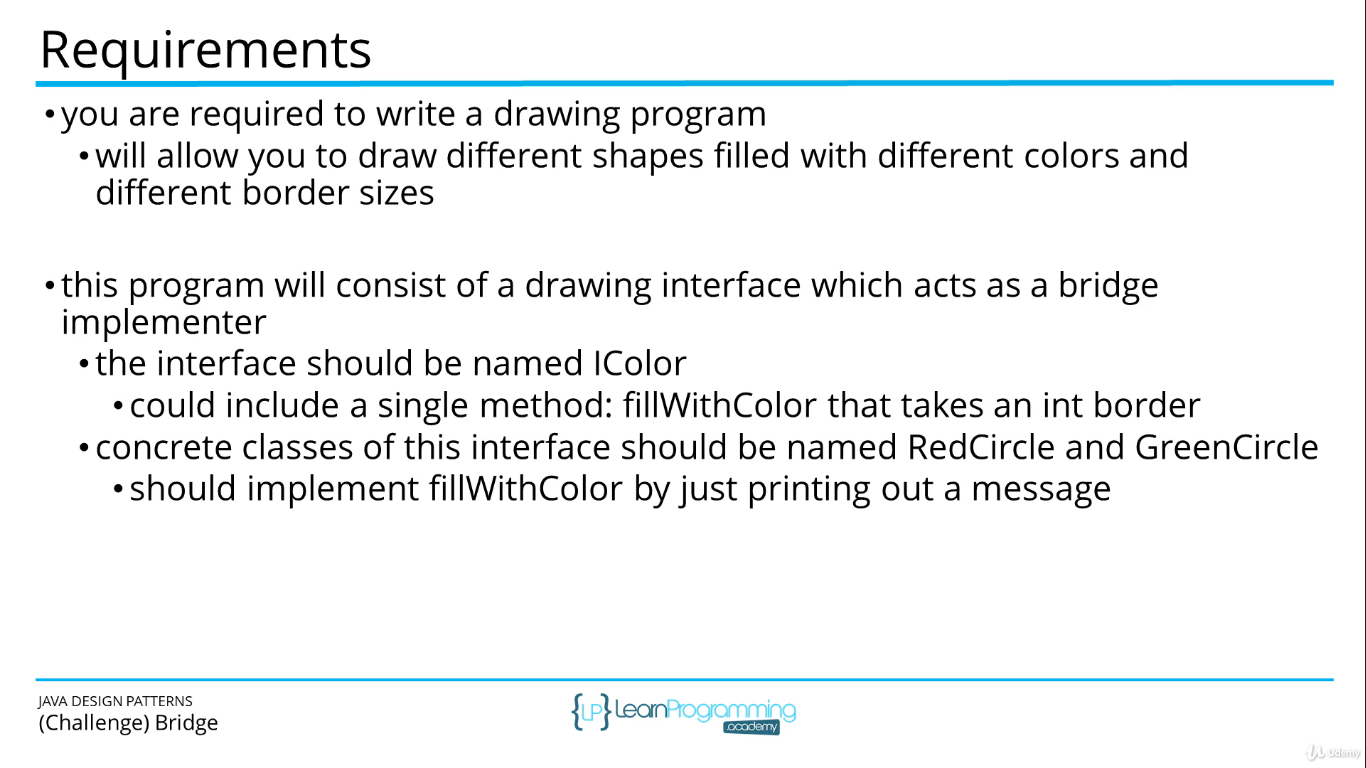 Requirements
• you are required to write a drawing program
• will allow you to draw different shapes filled with different colors and
different border sizes
• this program will consist of a drawing interface which acts as a bridge
implementer
• the interface should be named IColor
• could include a single method: fillWithColor that takes an int border
• concrete classes of this interface should be named RedCircle and GreenCircle
• should implement fillWithColor by just printing out a message
JAVA DESIGN PATTERNS
(Challenge) Bridge
{LP} LearnProgramming
.academy
Udemy